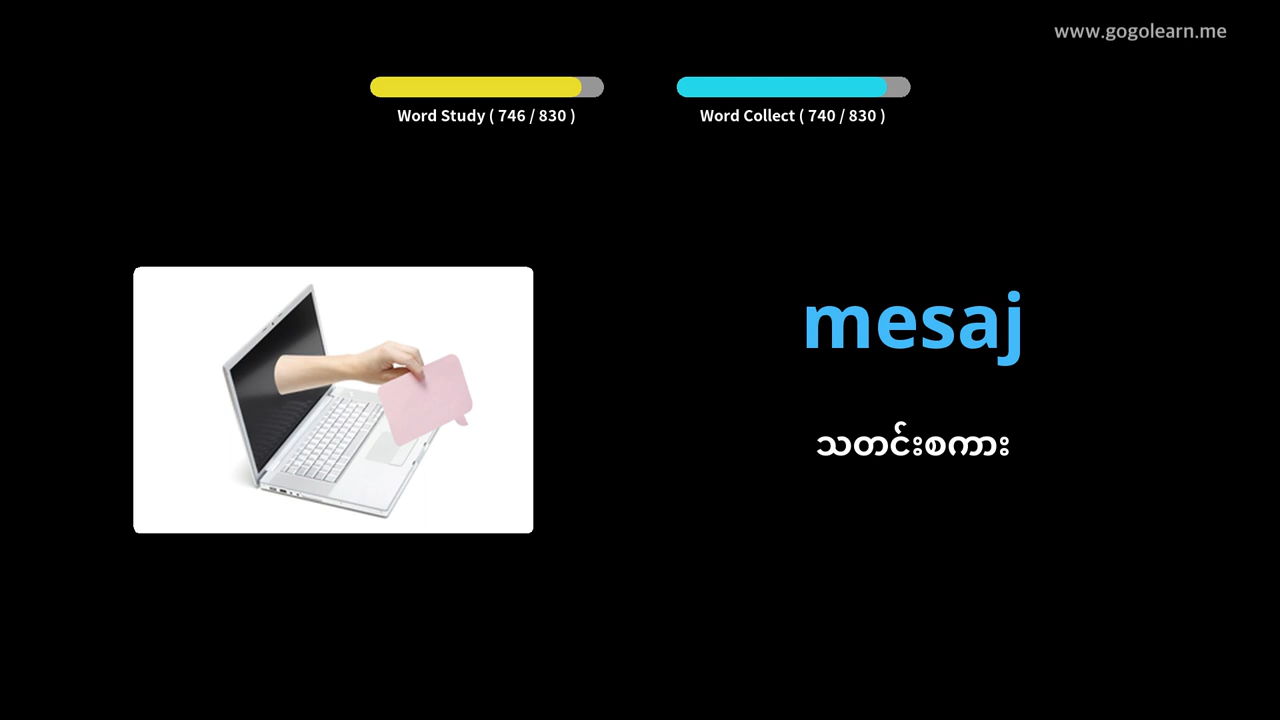 www.gogolearn.me
Word Study ( 746 / 830 )
Word Collect ( 740 / 830 )
mesaj
သတင်းစကား